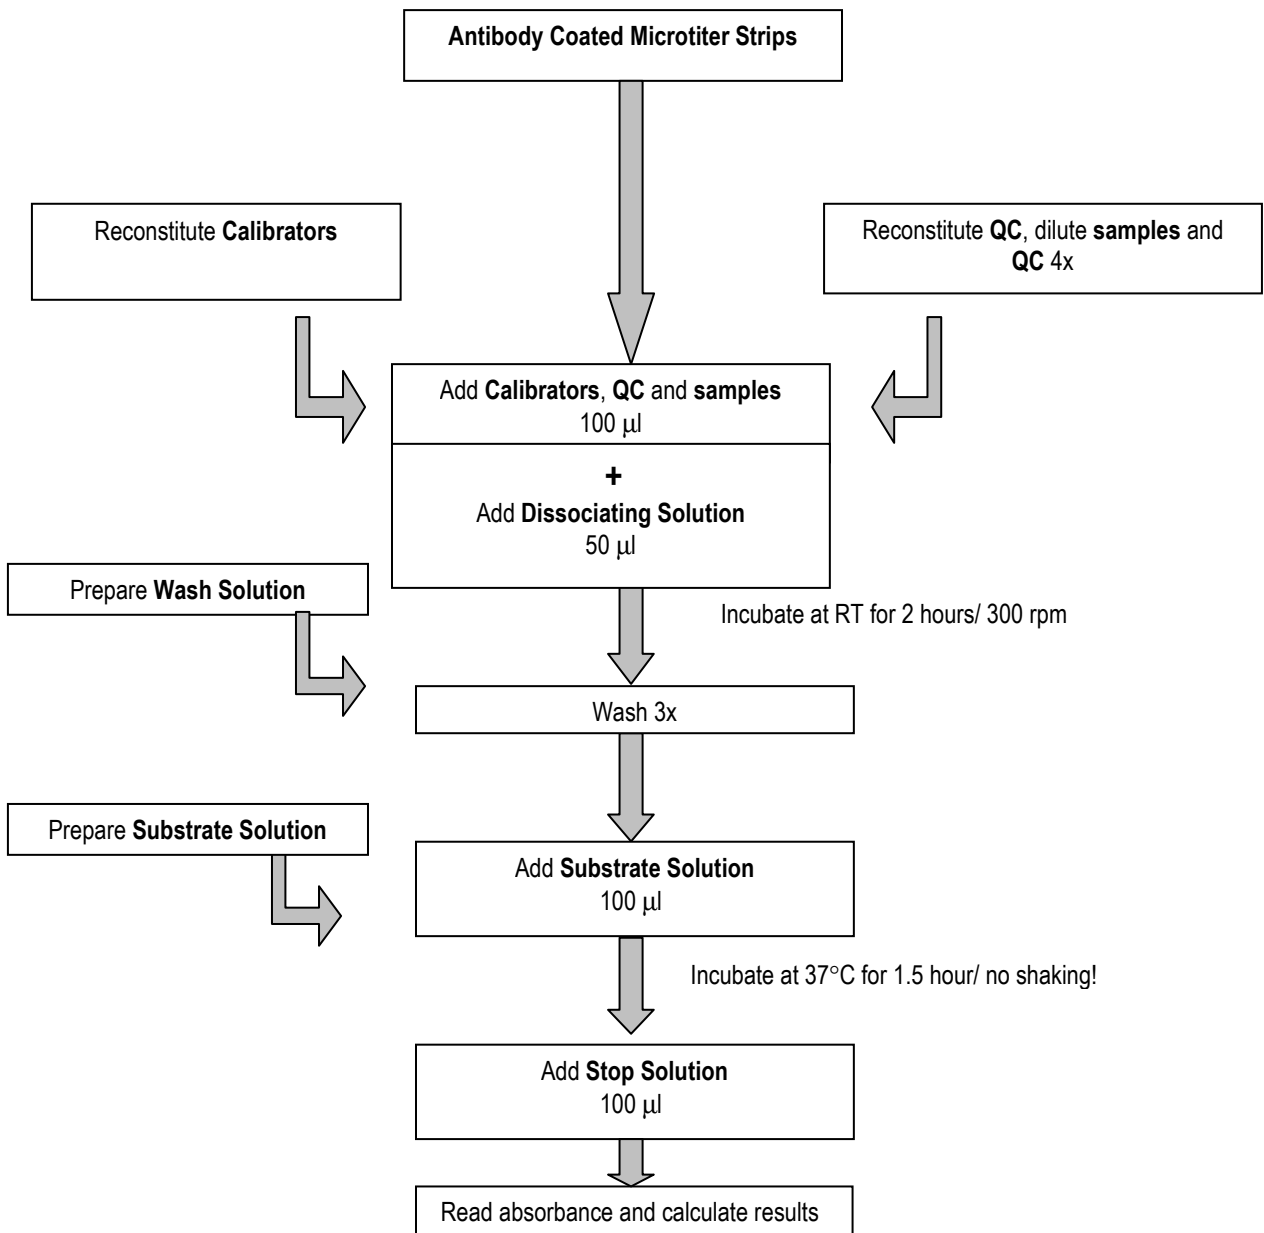 Antibody Coated Microtiter Strips
Reconstitute Calibrators
Reconstitute QC, dilute samples and
QC 4x
Add Calibrators, QC and samples
100 μl
+
Add Dissociating Solution
50 μl
Prepare Wash Solution
Incubate at RT for 2 hours/ 300 rpm
Wash 3x
Prepare Substrate Solution
Add Substrate Solution
100 μl
Incubate at 37°C for 1.5 hour/ no shaking!
Add Stop Solution
100 μl
Read absorbance and calculate results